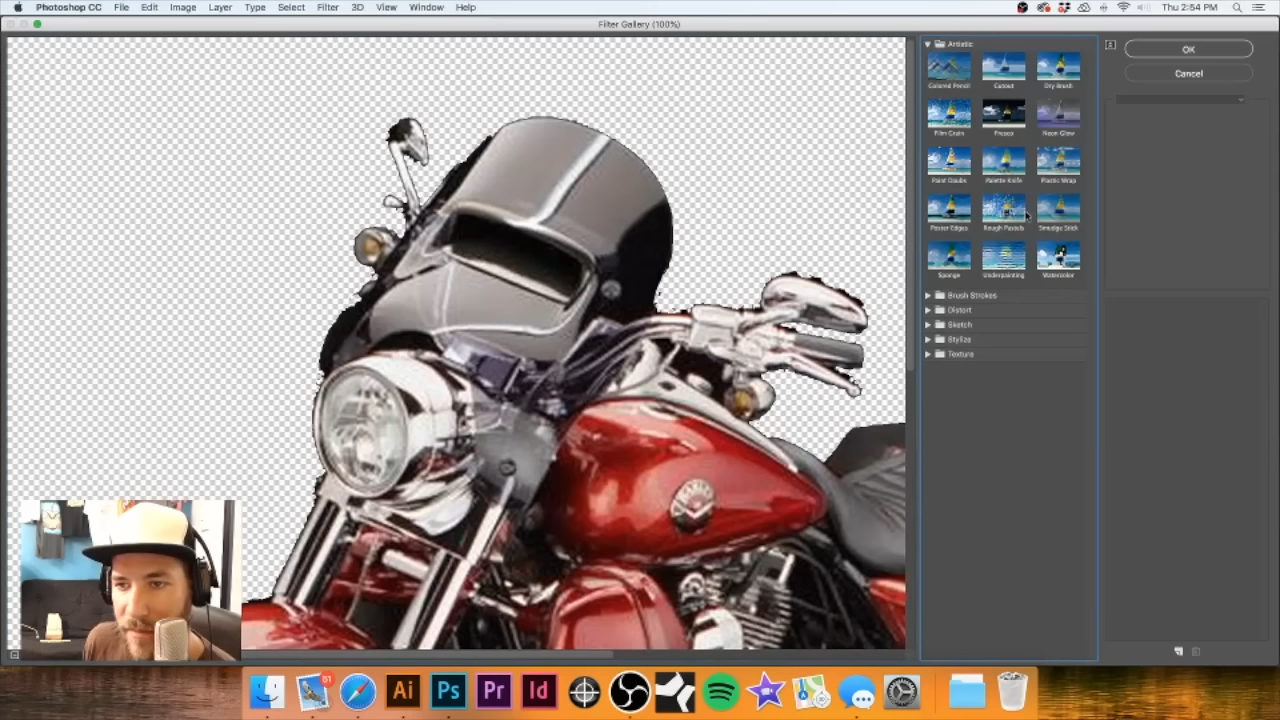 Photoshop CC File Edit Image Layer Type Select Filter 3D View Window Help Thu 2:54 PM
Filter Gallery (100%)
Artistic
OK
Cancel
Colored Pencil Cutout Dry Brush
Film Grain Fresco Neon Glow
Paint Daubs Palette Knife Plastic Wrap
Poster Edges Rough Pastels Smudge Stick
Sponge Underpainting Watercolor
Brush Strokes
Distort
Sketch
Stylize
Texture
Ai Ps Pr Id